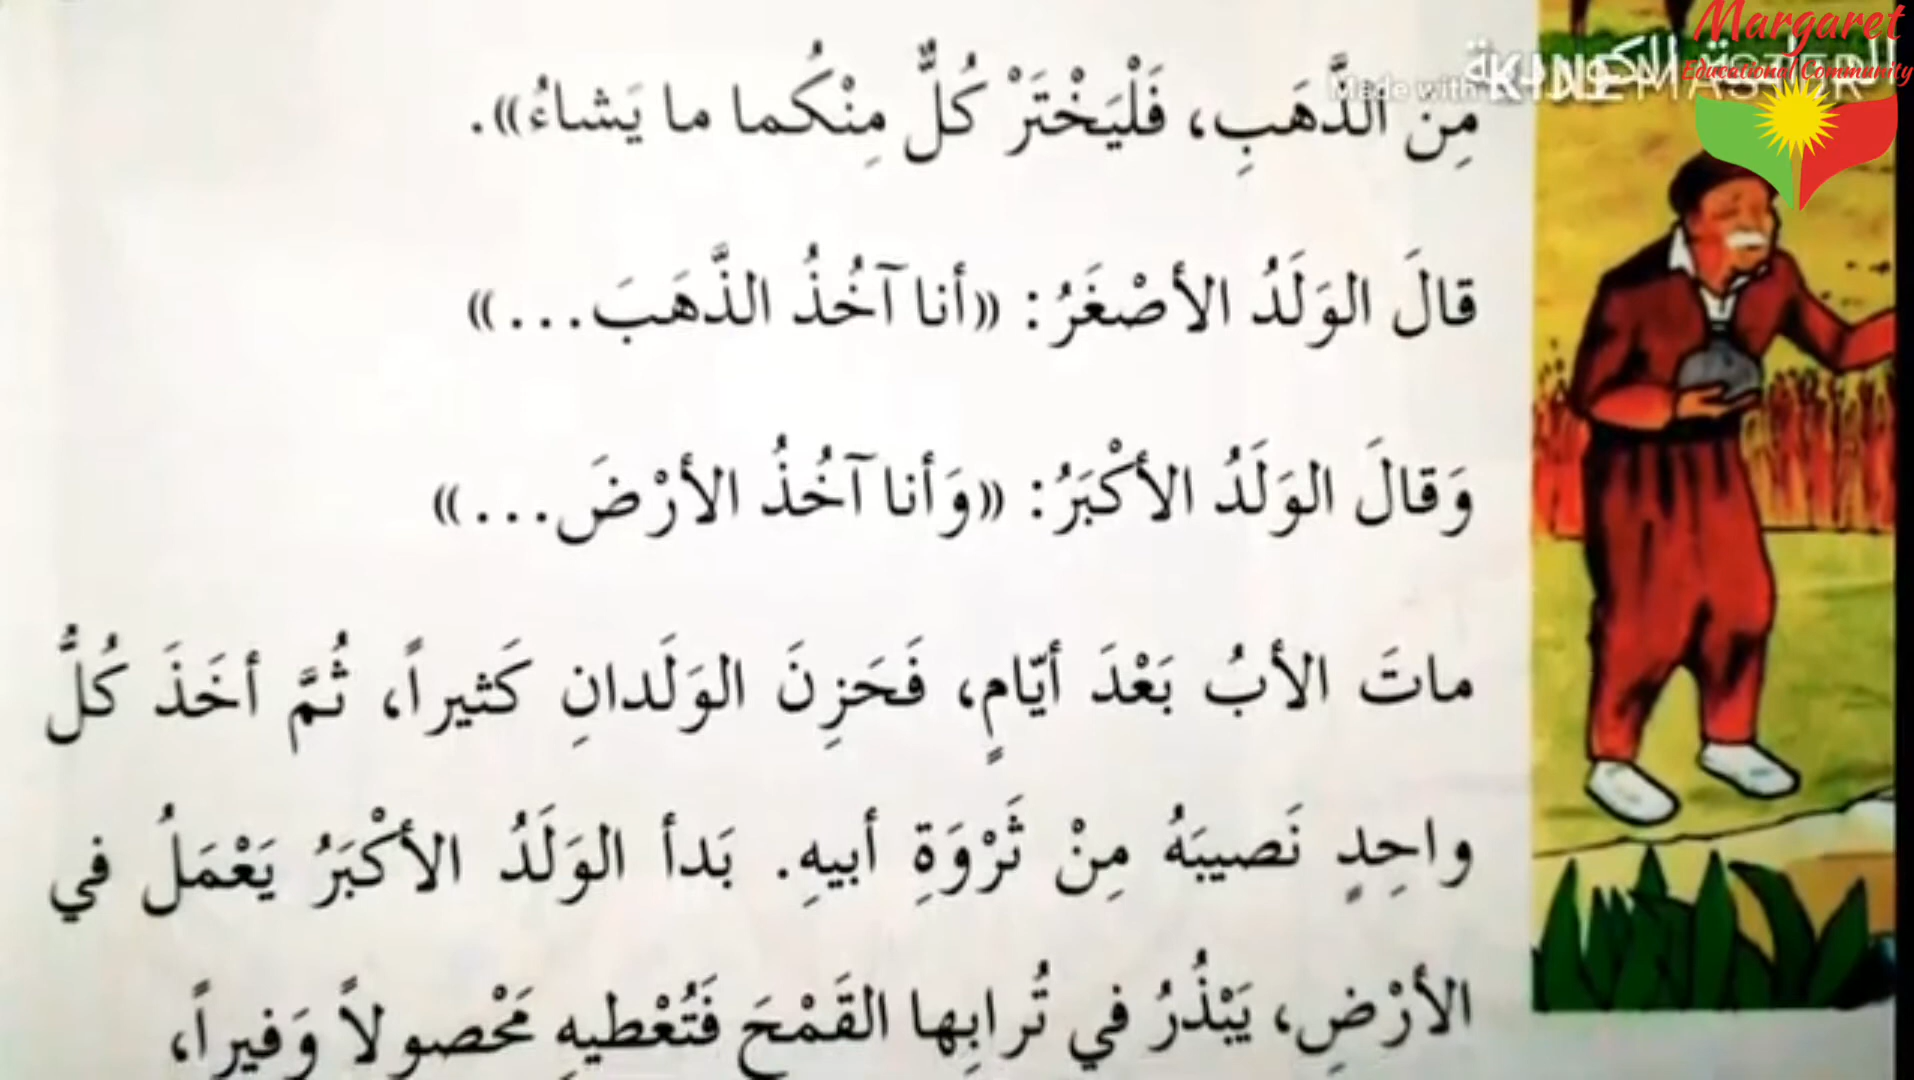 مِنَ الذَّهَبِ، فَلْيَخْتَرْ كُلٌّ مِنْكُما ما يَشاءُ».
قالَ الوَلَدُ الأصْغَرُ: «أنا آخُذُ الذَّهَبَ...»
وَقالَ الوَلَدُ الأكْبَرُ: «وَأنا آخُذُ الأرْضَ...»
ماتَ الأبُ بَعْدَ أيّامٍ، فَحَزِنَ الوَلَدانِ كَثيراً، ثُمَّ أخَذَ كُلُّ
واحِدٍ نَصيبَهُ مِنْ ثَرْوَةِ أبيهِ. بَدأ الوَلَدُ الأكْبَرُ يَعْمَلُ في
الأرْضِ، يَبْذُرُ في تُرابِها القَمْحَ فَتُعْطيهِ مَحْصولاً وَفيراً،
Margaret
Educational Community
Made with KINEMASTER